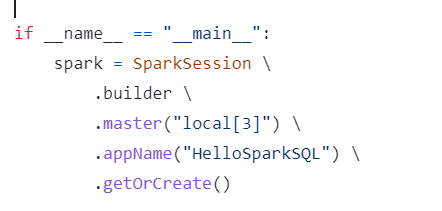 if __name__ == "__main__":
    spark = SparkSession \
        .builder \
        .master("local[3]") \
        .appName("HelloSparkSQL") \
        .getOrCreate()